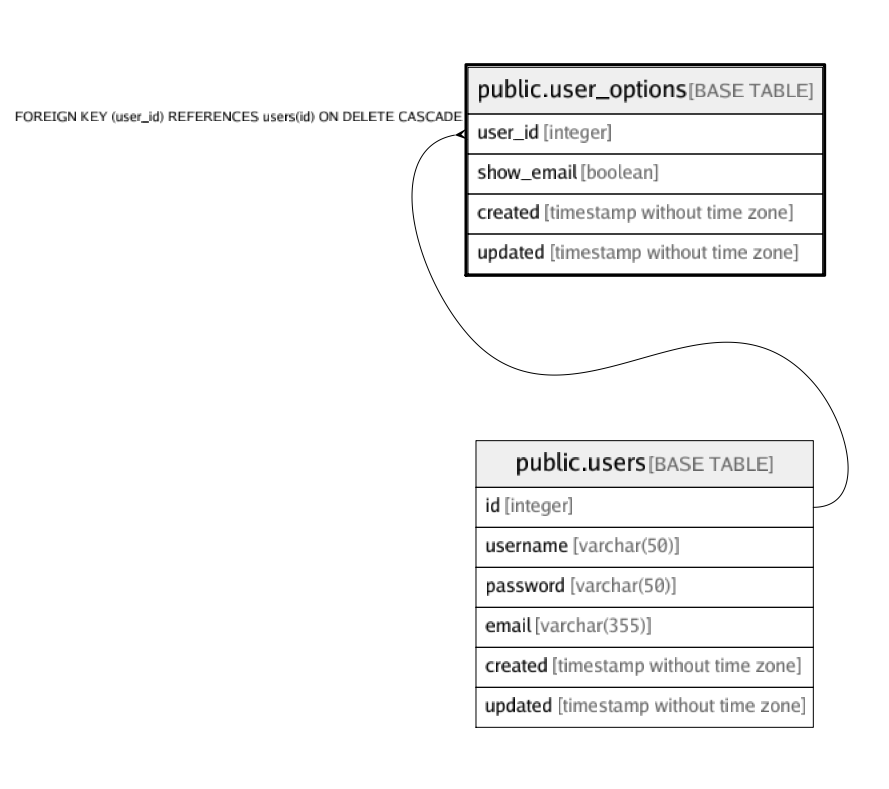 public.user_options [BASE TABLE]
FOREIGN KEY (user_id) REFERENCES users(id) ON DELETE CASCADE
user_id [integer]
show_email [boolean]
created [timestamp without time zone]
updated [timestamp without time zone]
public.users [BASE TABLE]
id [integer]
username [varchar(50)]
password [varchar(50)]
email [varchar(355)]
created [timestamp without time zone]
updated [timestamp without time zone]